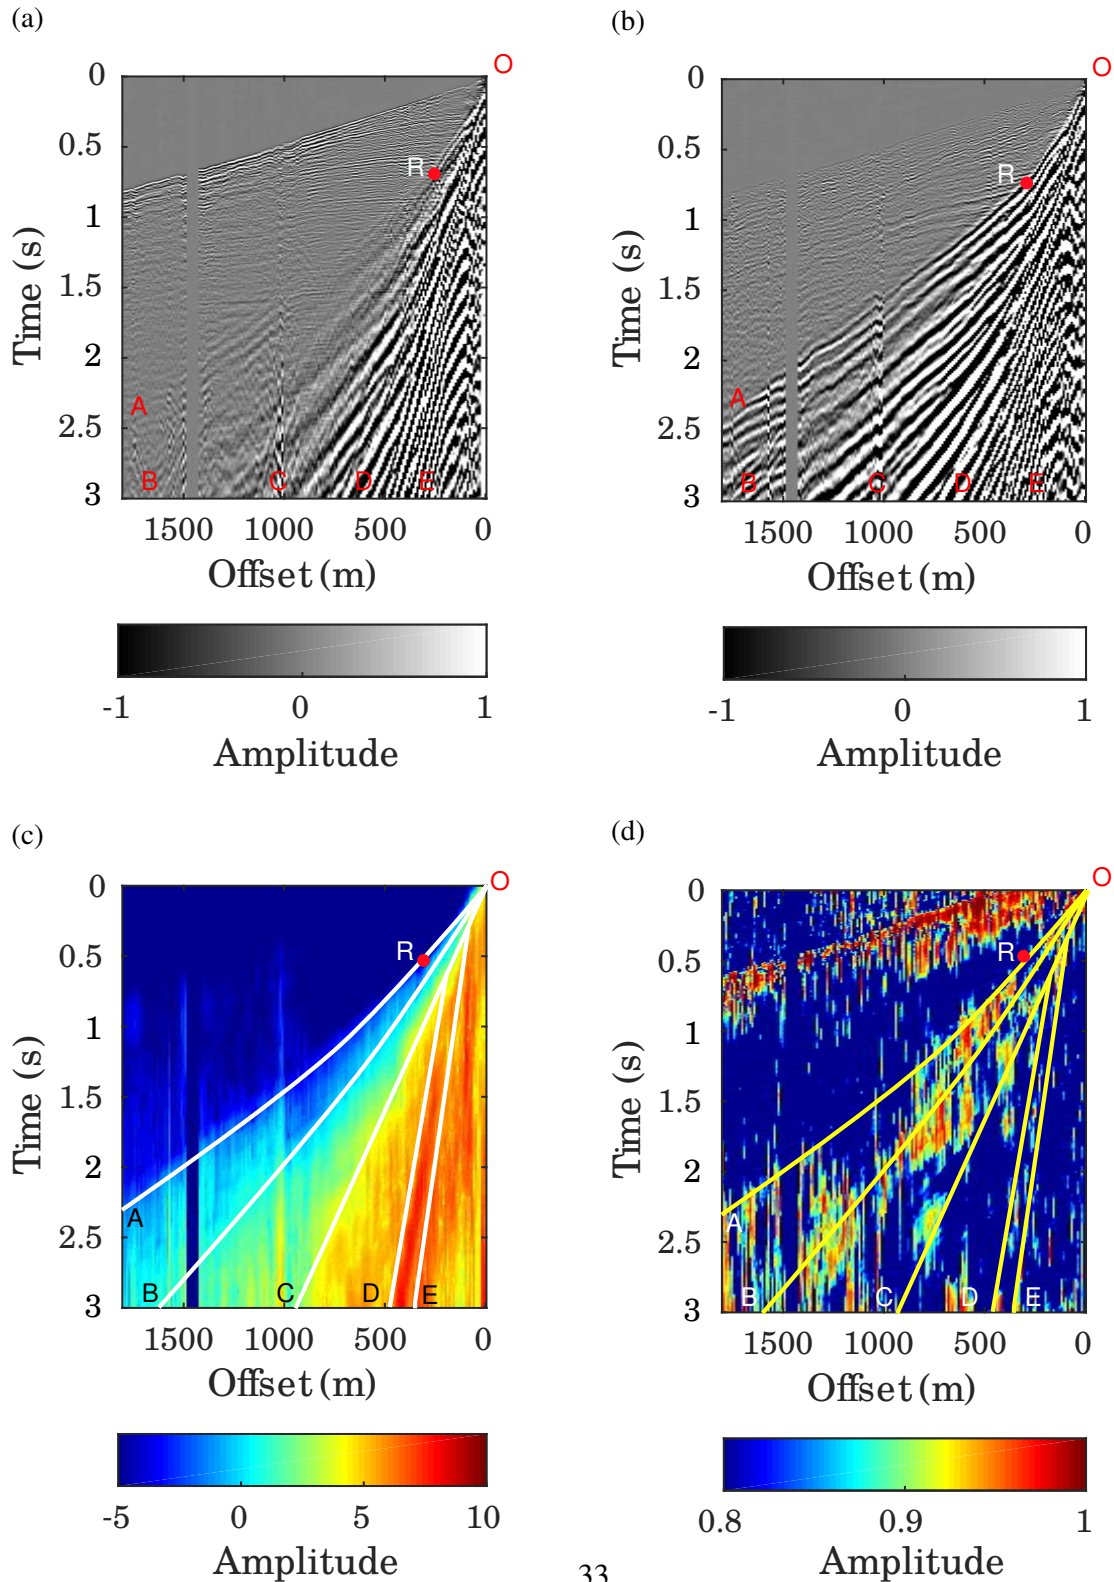 (a)
O
0
0.5
1
1.5
2
2.5
3
Time (s)
R
A
B C D E
1500 1000 500 0
Offset (m)
-1 0 1
Amplitude
(b)
O
0
0.5
1
1.5
2
2.5
3
Time (s)
R
A
B C D E
1500 1000 500 0
Offset (m)
-1 0 1
Amplitude
(c)
O
0
0.5
1
1.5
2
2.5
3
Time (s)
R
A
B C D E
1500 1000 500 0
Offset (m)
-5 0 5 10
Amplitude
(d)
O
0
0.5
1
1.5
2
2.5
3
Time (s)
R
A
B C D E
1500 1000 500 0
Offset (m)
0.8 0.9 1
Amplitude
33